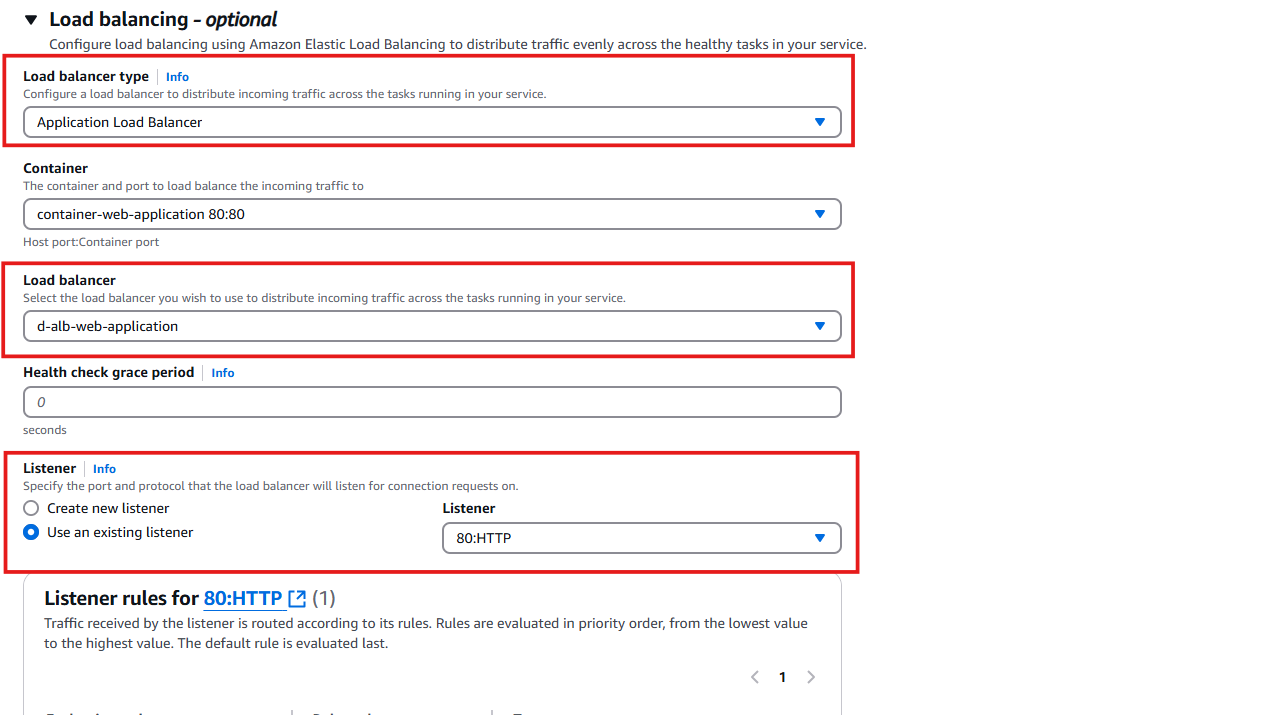 Load balancing - optional
Configure load balancing using Amazon Elastic Load Balancing to distribute traffic evenly across the healthy tasks in your service.
Load balancer type Info
Configure a load balancer to distribute incoming traffic across the tasks running in your service.
Application Load Balancer
Container
The container and port to load balance the incoming traffic to
container-web-application 80:80
Host port:Container port
Load balancer
Select the load balancer you wish to use to distribute incoming traffic across the tasks running in your service.
d-alb-web-application
Health check grace period Info
0
seconds
Listener Info
Specify the port and protocol that the load balancer will listen for connection requests on.
Create new listener
Use an existing listener
Listener
80:HTTP
Listener rules for 80:HTTP (1)
Traffic received by the listener is routed according to its rules. Rules are evaluated in priority order, from the lowest value
to the highest value. The default rule is evaluated last.
1